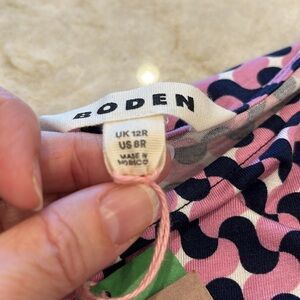 BODEN
UK 12R
US 8R
MADE IN
MOROCCO